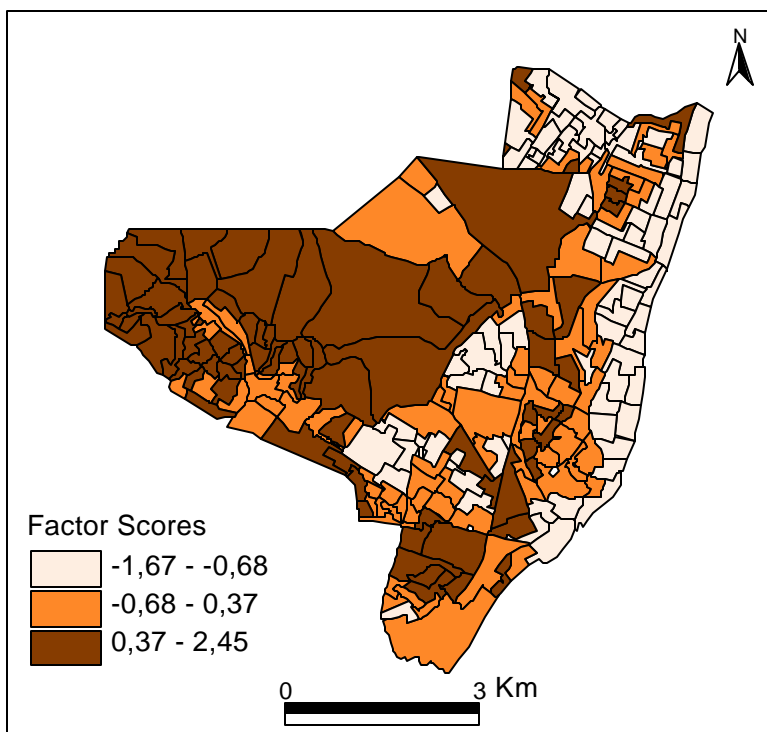 N
Factor Scores
-1,67 - -0,68
-0,68 - 0,37
0,37 - 2,45
0 3 Km